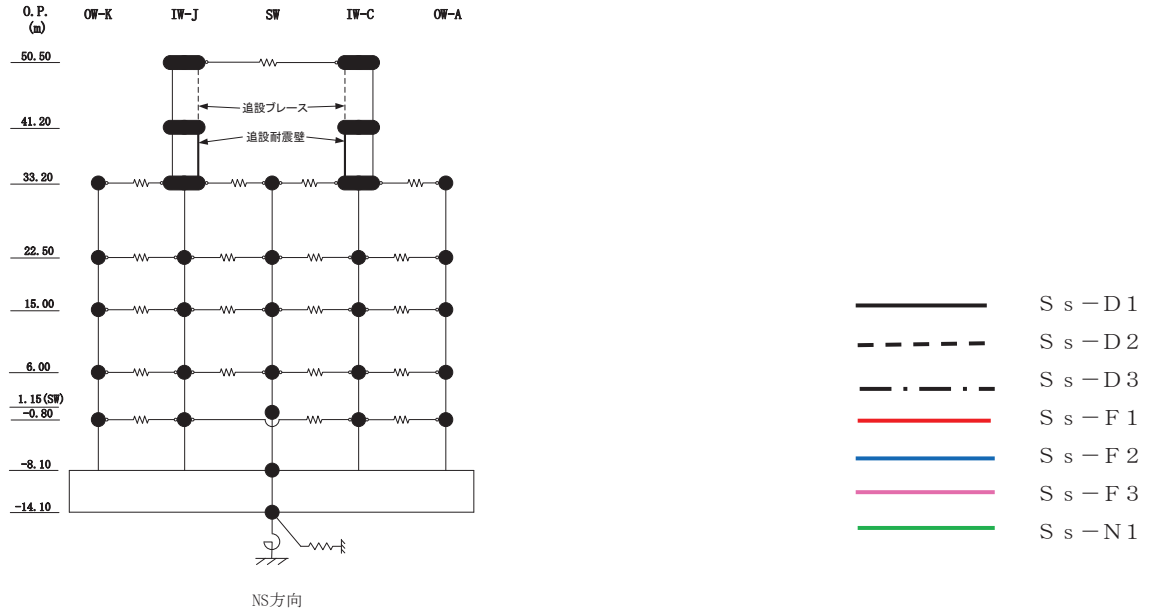 O.P.
(m)
OW-K
IW-J
SW
IW-C
OW-A
50.50
追設ブレース
41.20
追設耐震壁
33.20
22.50
15.00
6.00
1.15(SW)
-0.80
-8.10
-14.10
NS方向
Ss-D1
Ss-D2
Ss-D3
Ss-F1
Ss-F2
Ss-F3
Ss-N1